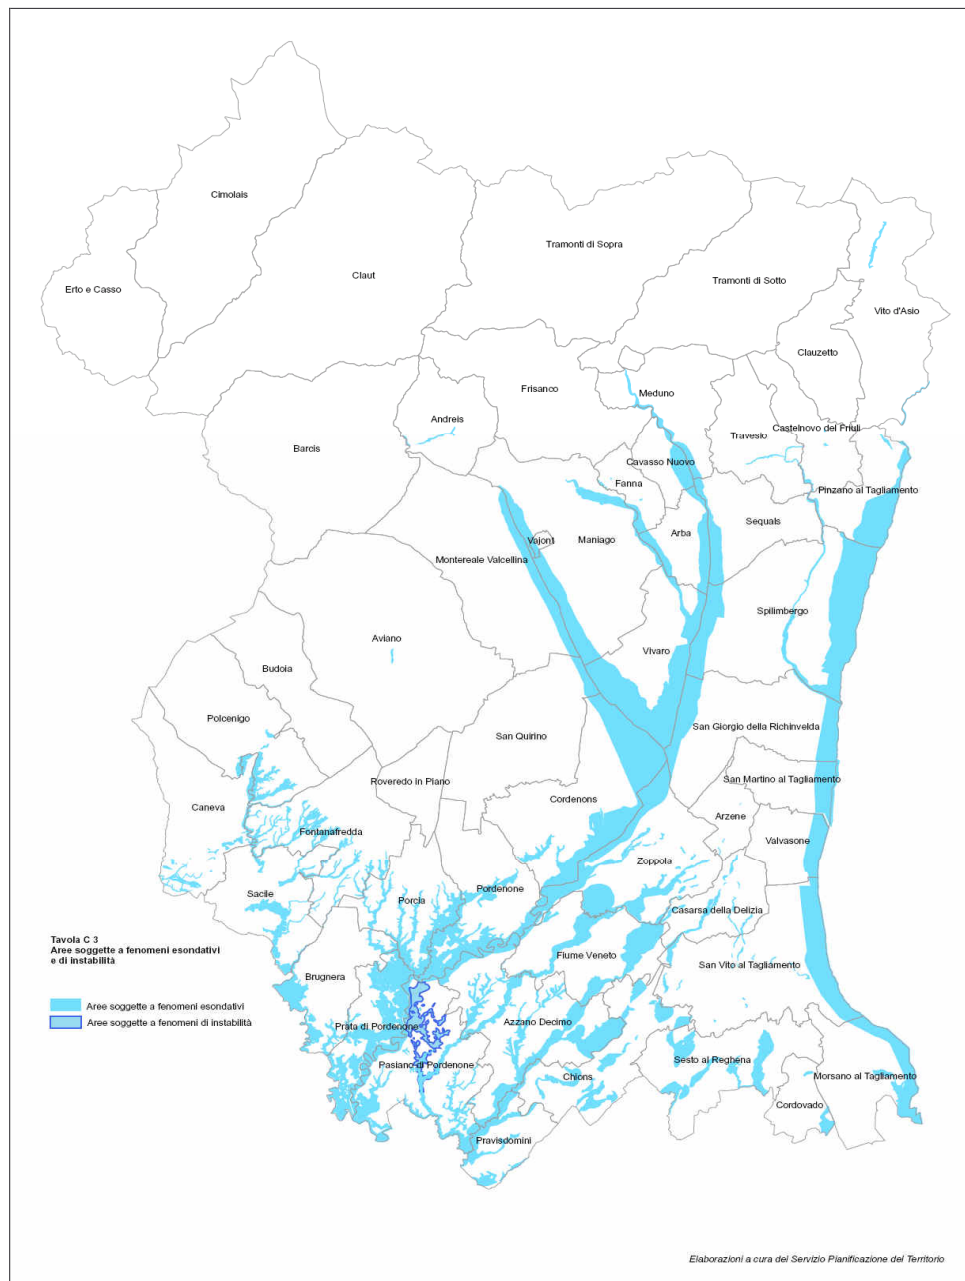 Cimolais
Tramonti di Sopra
Claut
Tramonti di Sotto
Erto e Casso
Vito d'Asio
Clauzetto
Frisanco
Meduno
Andreis
Castelnovo del Friuli
Travesio
Barcis
Cavasso Nuovo
Fanna
Pinzano al Tagliamento
Sequals
Arba
Vajont
Maniago
Montereale Valcellina
Spilimbergo
Aviano
Vivaro
Budoia
Polcenigo
San Giorgio della Richinvelda
San Quirino
Roveredo in Piano
San Martino al Tagliamento
Cordenons
Caneva
Arzene
Fontanafredda
Valvasone
Zoppola
Pordenone
Sacile
Porcia
Casarsa della Delizia
Tavola C 3
Aree soggette a fenomeni esondativi
e di instabilità
Fiume Veneto
San Vito al Tagliamento
Brugnera
Aree soggette a fenomeni esondativi
Aree soggette a fenomeni di instabilità
Azzano Decimo
Prata di Pordenone
Sesto al Reghena
Pasiano di Pordenone
Chions
Morsano al Tagliamento
Cordovado
Pravisdomini
Elaborazioni a cura del Servizio Pianificazione del Territorio